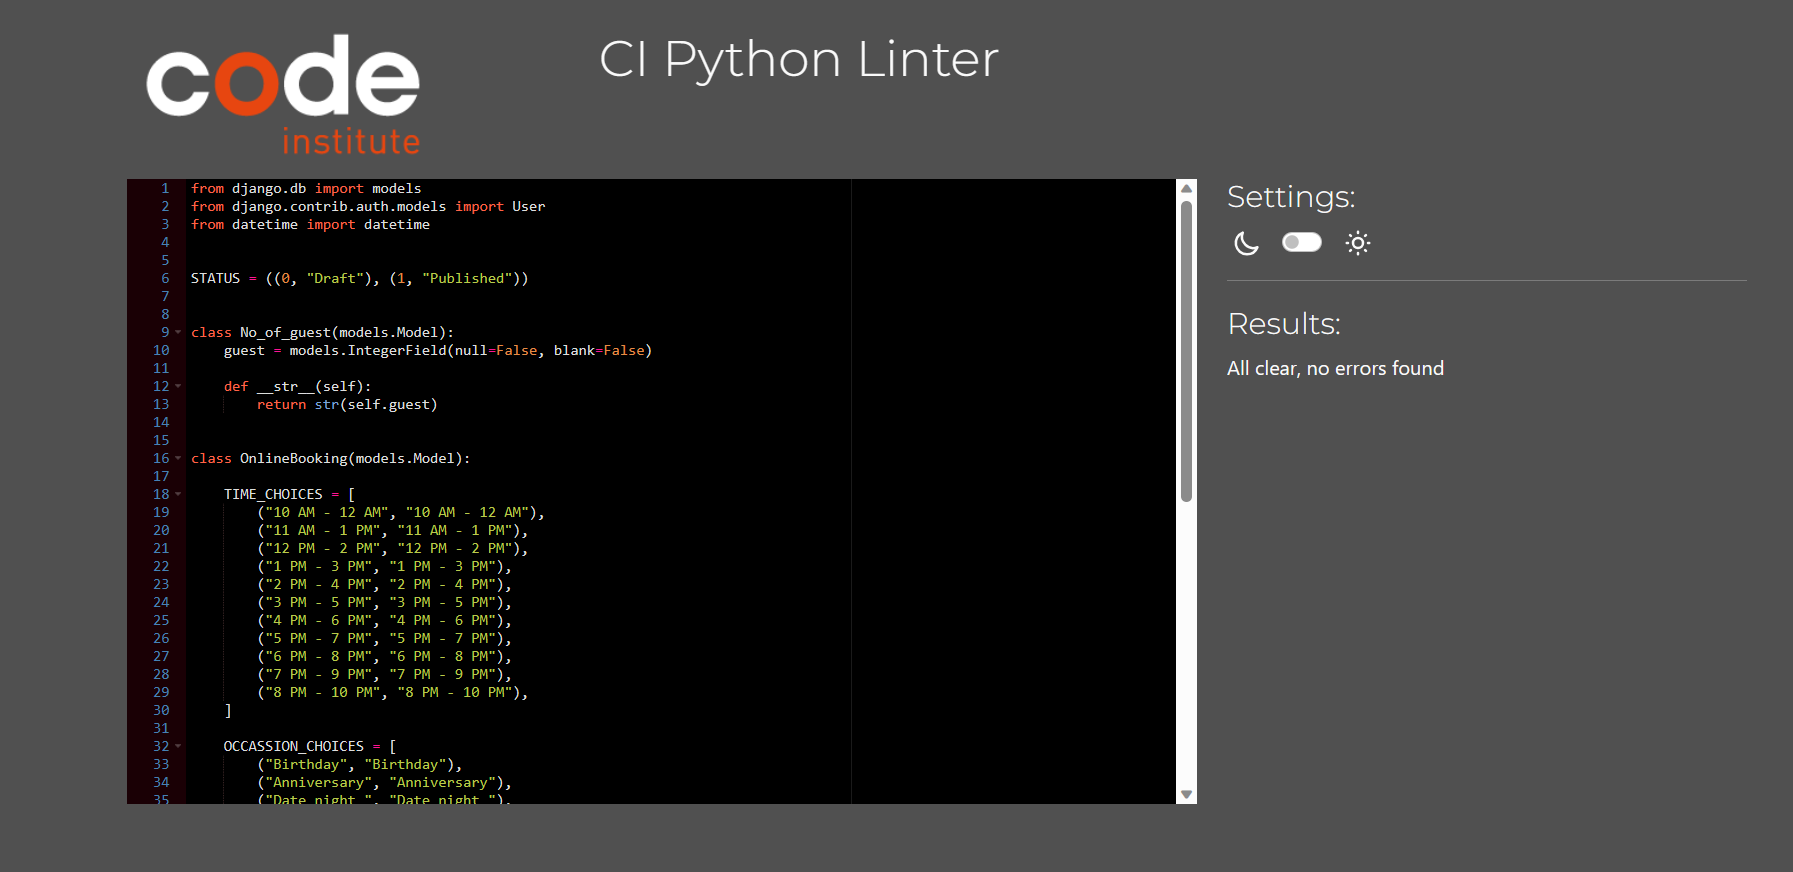 code
institute
CI Python Linter
1 from django.db import models
2 from django.contrib.auth.models import User
3 from datetime import datetime
4
5
6 STATUS = ((0, "Draft"), (1, "Published"))
7
8
9 class No_of_guest(models.Model):
10     guest = models.IntegerField(null=False, blank=False)
11
12     def __str__(self):
13         return str(self.guest)
14
15
16 class OnlineBooking(models.Model):
17
18     TIME_CHOICES = [
19         ("10 AM - 12 AM", "10 AM - 12 AM"),
20         ("11 AM - 1 PM", "11 AM - 1 PM"),
21         ("12 PM - 2 PM", "12 PM - 2 PM"),
22         ("1 PM - 3 PM", "1 PM - 3 PM"),
23         ("2 PM - 4 PM", "2 PM - 4 PM"),
24         ("3 PM - 5 PM", "3 PM - 5 PM"),
25         ("4 PM - 6 PM", "4 PM - 6 PM"),
26         ("5 PM - 7 PM", "5 PM - 7 PM"),
27         ("6 PM - 8 PM", "6 PM - 8 PM"),
28         ("7 PM - 9 PM", "7 PM - 9 PM"),
29         ("8 PM - 10 PM", "8 PM - 10 PM"),
30     ]
31
32     OCCASSION_CHOICES = [
33         ("Birthday", "Birthday"),
34         ("Anniversary", "Anniversary"),
35         ("Date night ", "Date night "),
Settings:
Results:
All clear, no errors found